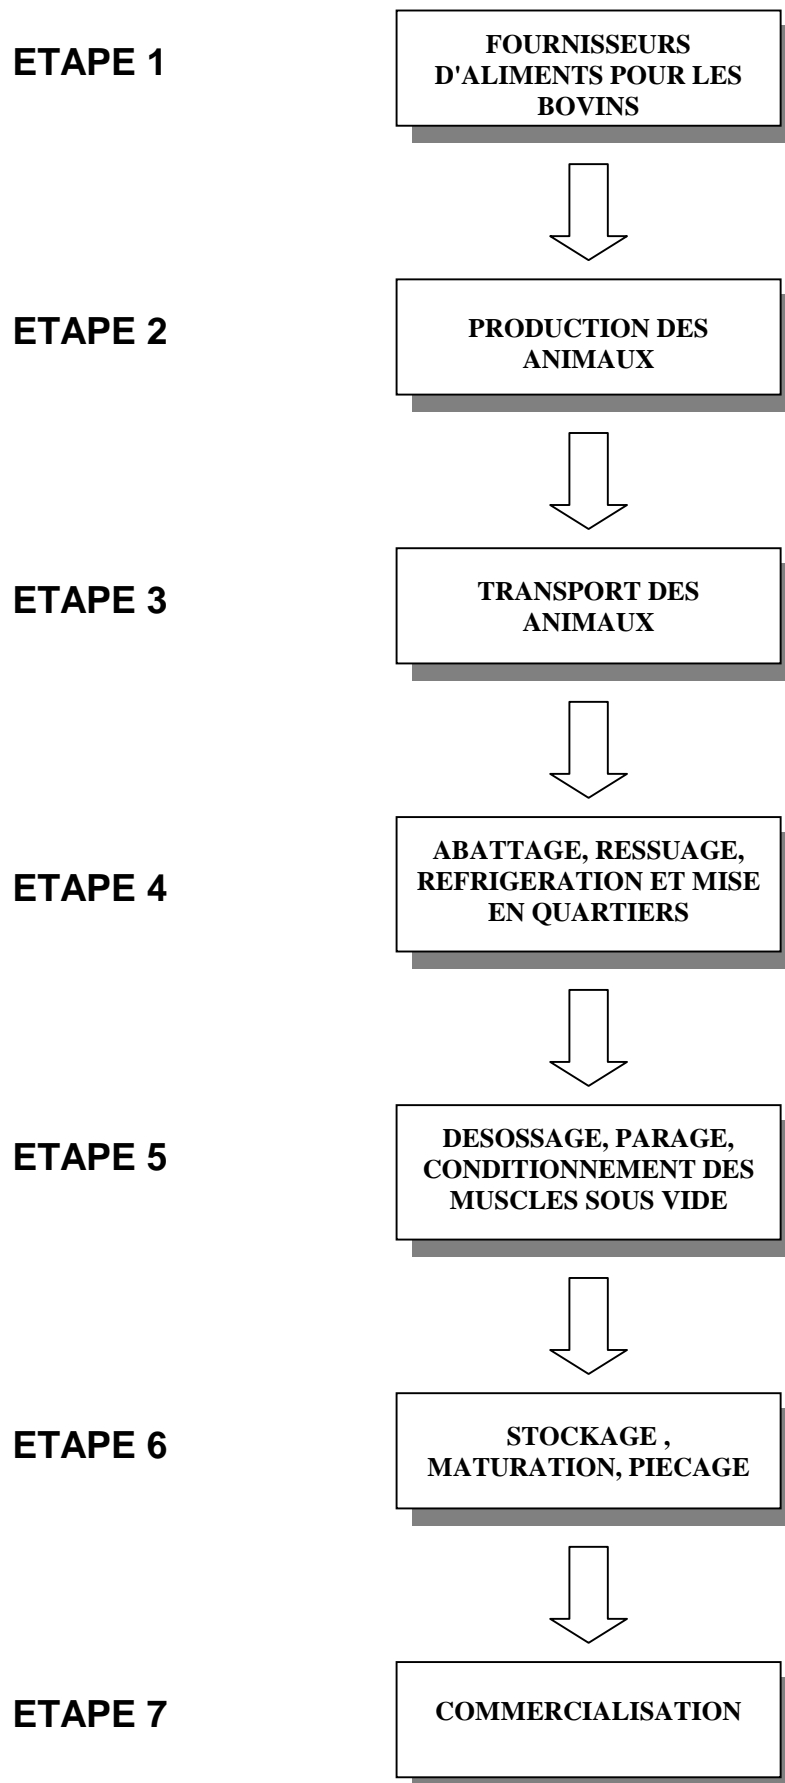 ETAPE 1
FOURNISSEURS
D'ALIMENTS POUR LES
BOVINS
ETAPE 2
PRODUCTION DES
ANIMAUX
ETAPE 3
TRANSPORT DES
ANIMAUX
ETAPE 4
ABATTAGE, RESSUAGE,
REFRIGERATION ET MISE
EN QUARTIERS
ETAPE 5
DESOSSAGE, PARAGE,
CONDITIONNEMENT DES
MUSCLES SOUS VIDE
ETAPE 6
STOCKAGE ,
MATURATION, PIECAGE
ETAPE 7
COMMERCIALISATION